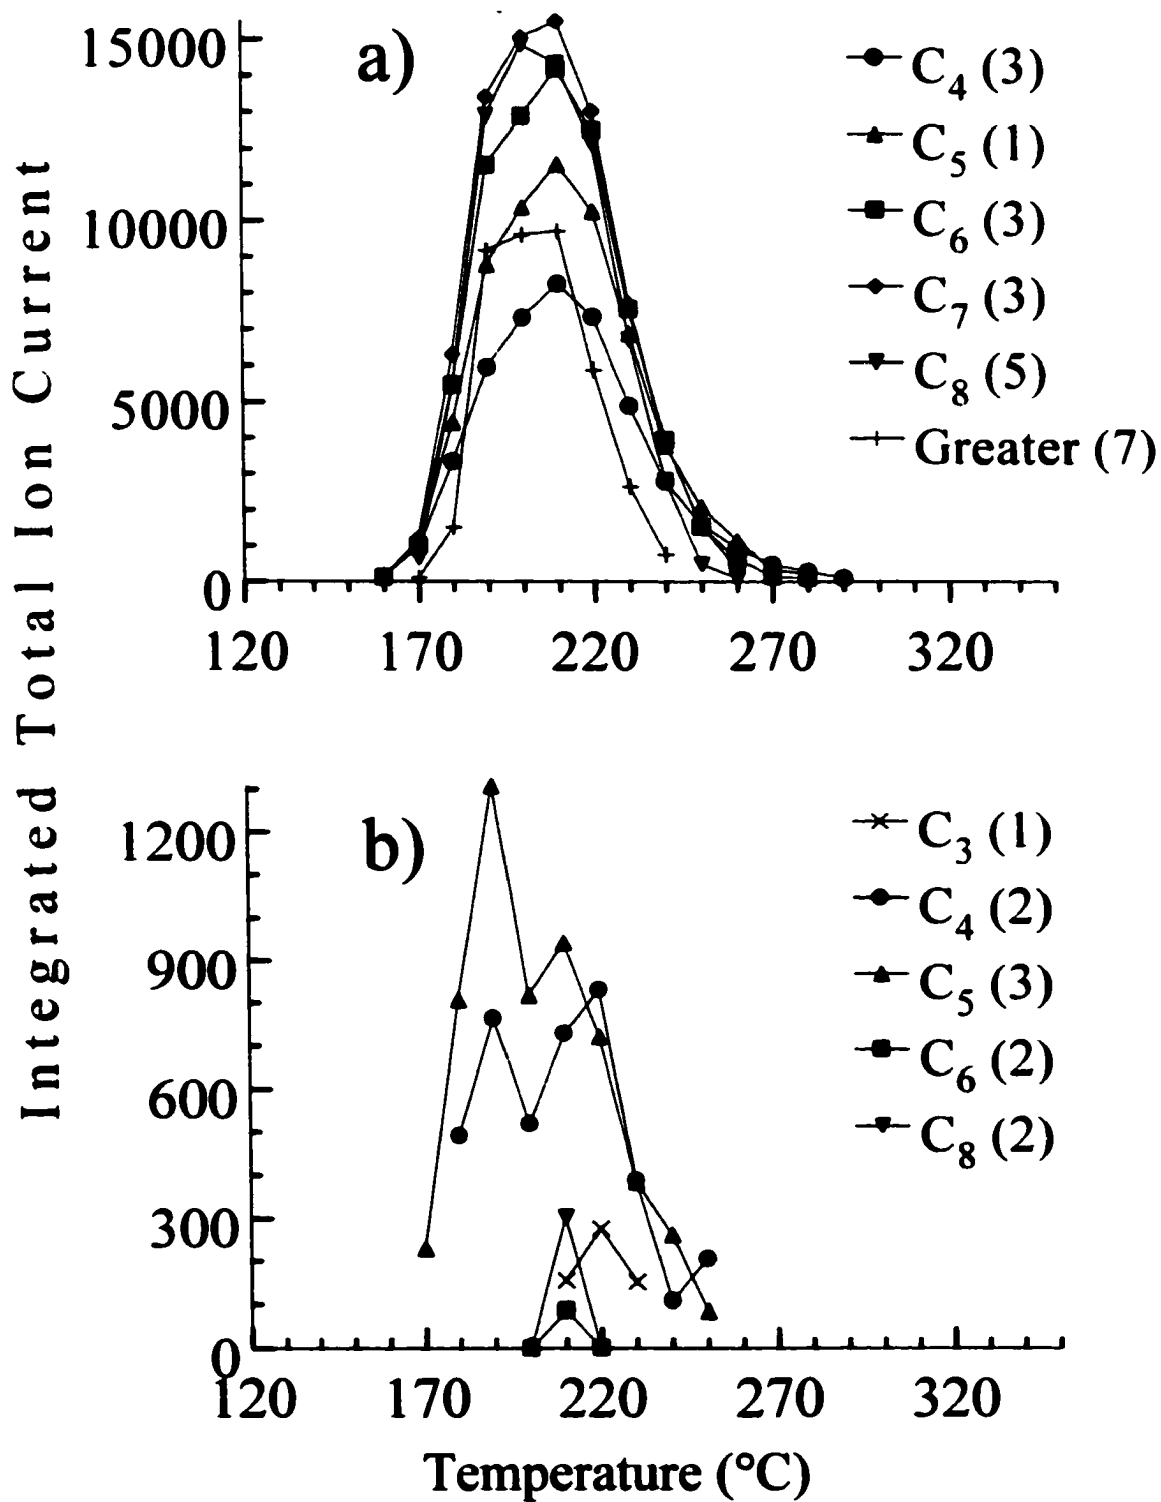 Integrated Total Ion Current
a)
15000
10000
5000
0
120 170 220 270 320
C4 (3)
C5 (1)
C6 (3)
C7 (3)
C8 (5)
Greater (7)
b)
1200
900
600
300
0
120 170 220 270 320
C3 (1)
C4 (2)
C5 (3)
C6 (2)
C8 (2)
Temperature (°C)